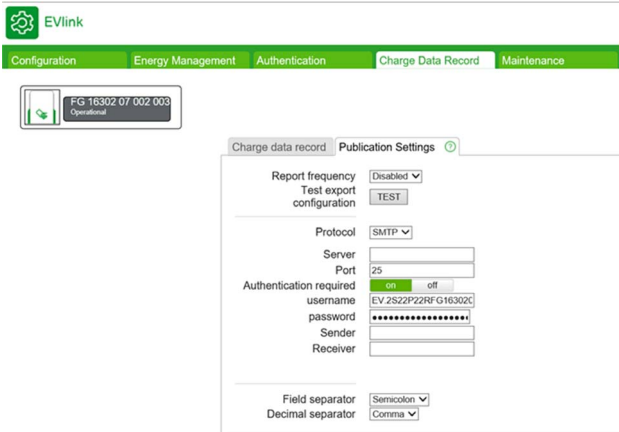 EVlink
Configuration Energy Management Authentication Charge Data Record Maintenance
FG 16302 07 002 003
Operational
Charge data record Publication Settings ?
Report frequency Disabled
Test export configuration TEST
Protocol SMTP
Server
Port 25
Authentication required on off
username EV.2S22P22RFG16302C
password ••••••••••••••••••
Sender
Receiver
Field separator Semicolon
Decimal separator Comma